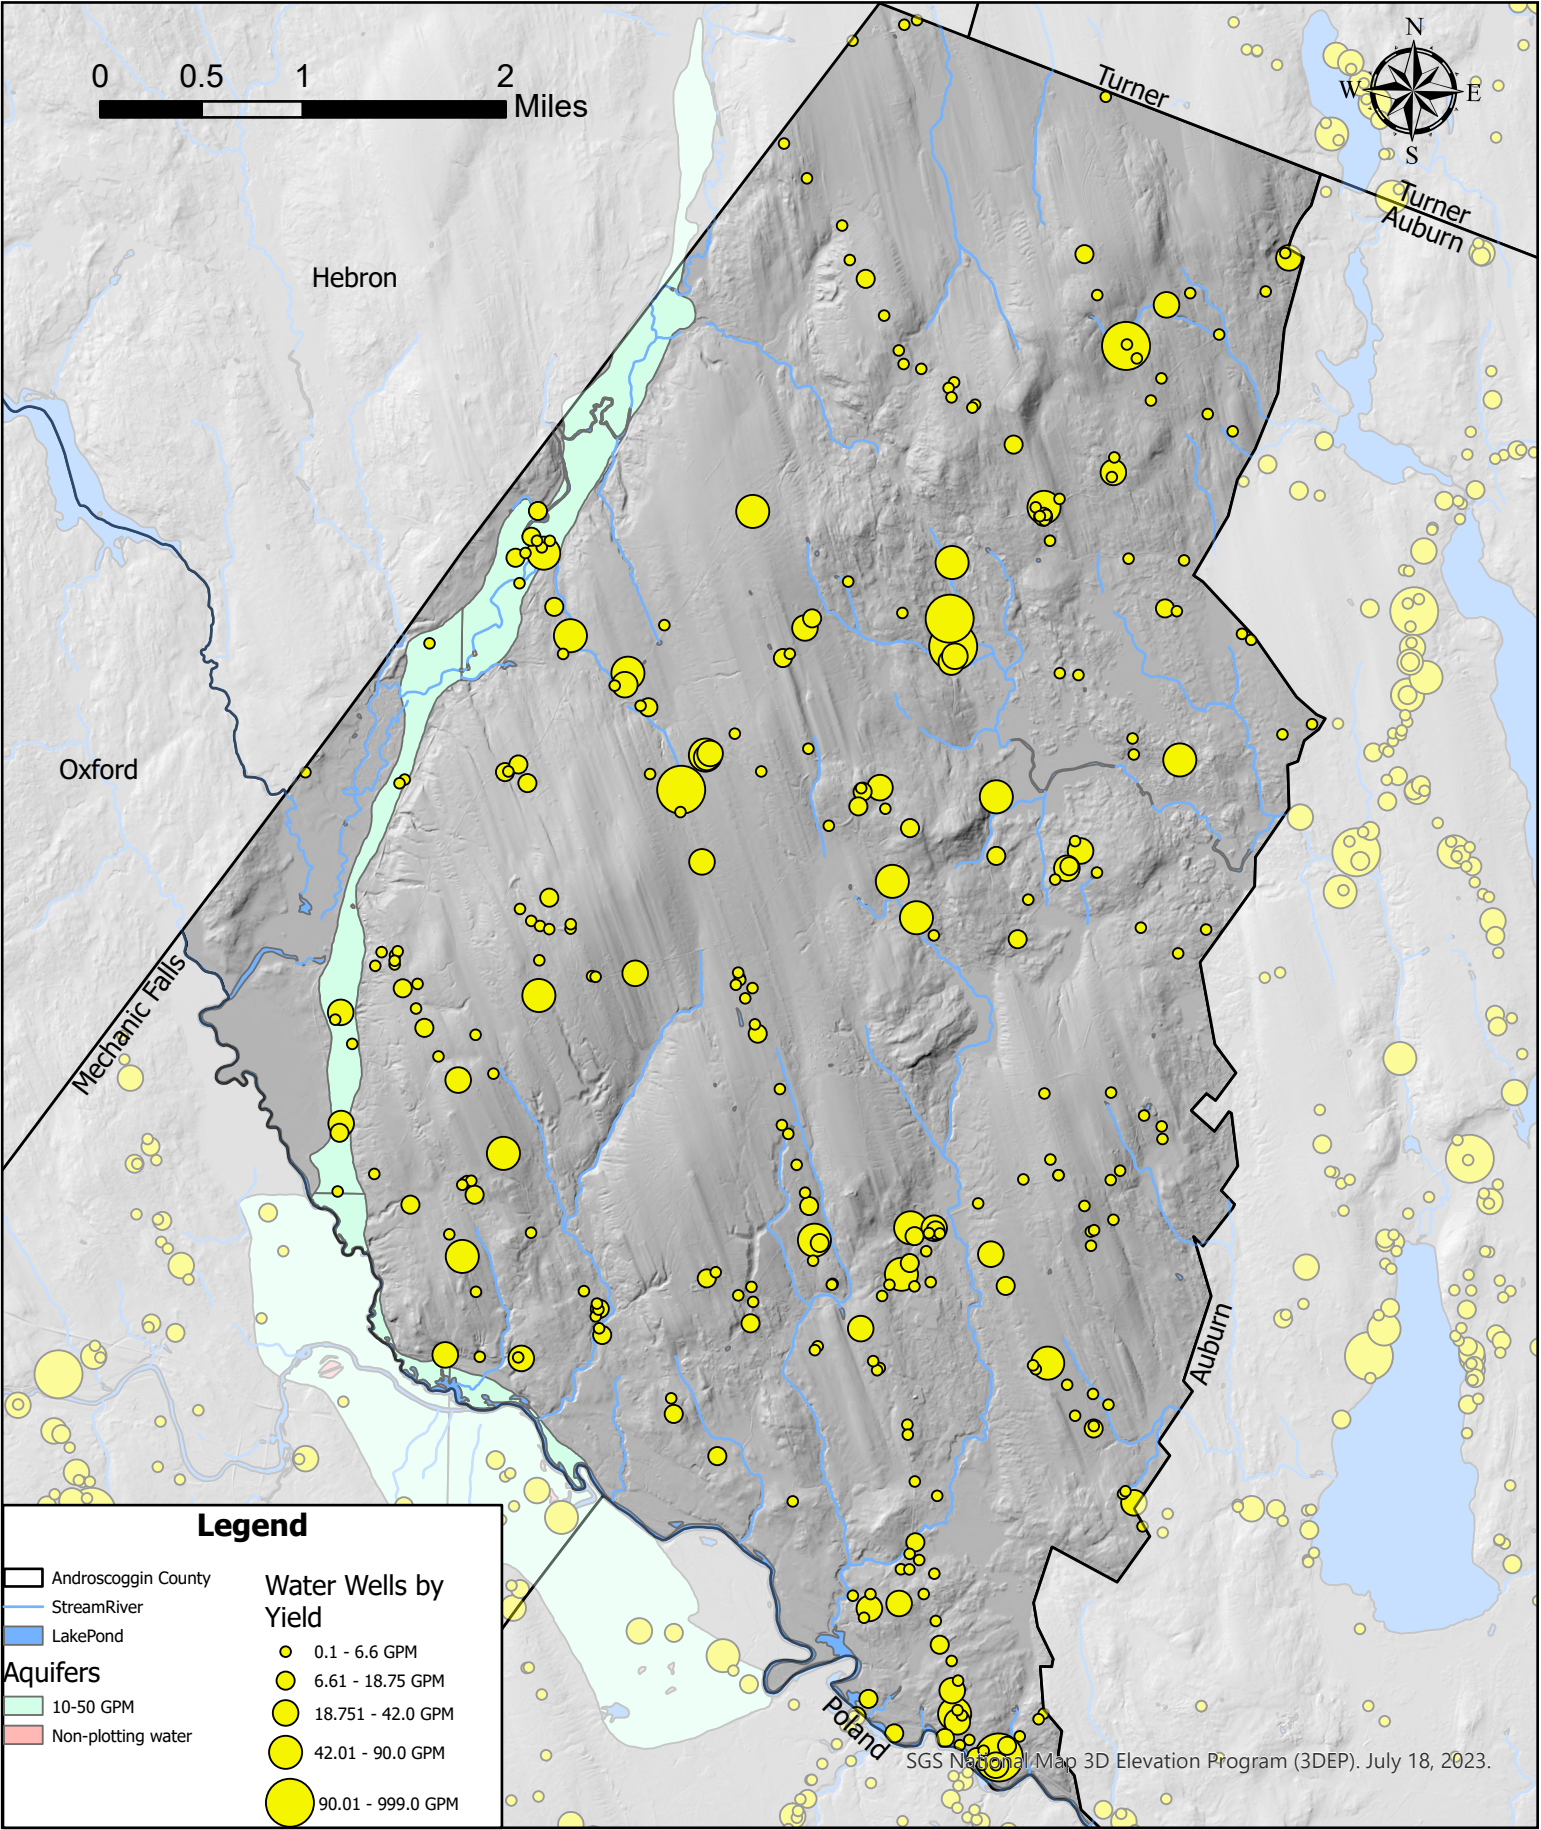 0 0.5 1 2
Miles
N
W E
S
Turner
Turner
Auburn
Hebron
Oxford
Mechanic Falls
Auburn
Poland
Legend
Androscoggin County
StreamRiver
LakePond
Aquifers
10-50 GPM
Non-plotting water
Water Wells by
Yield
0.1 - 6.6 GPM
6.61 - 18.75 GPM
18.751 - 42.0 GPM
42.01 - 90.0 GPM
90.01 - 999.0 GPM
SGS National Map 3D Elevation Program (3DEP). July 18, 2023.